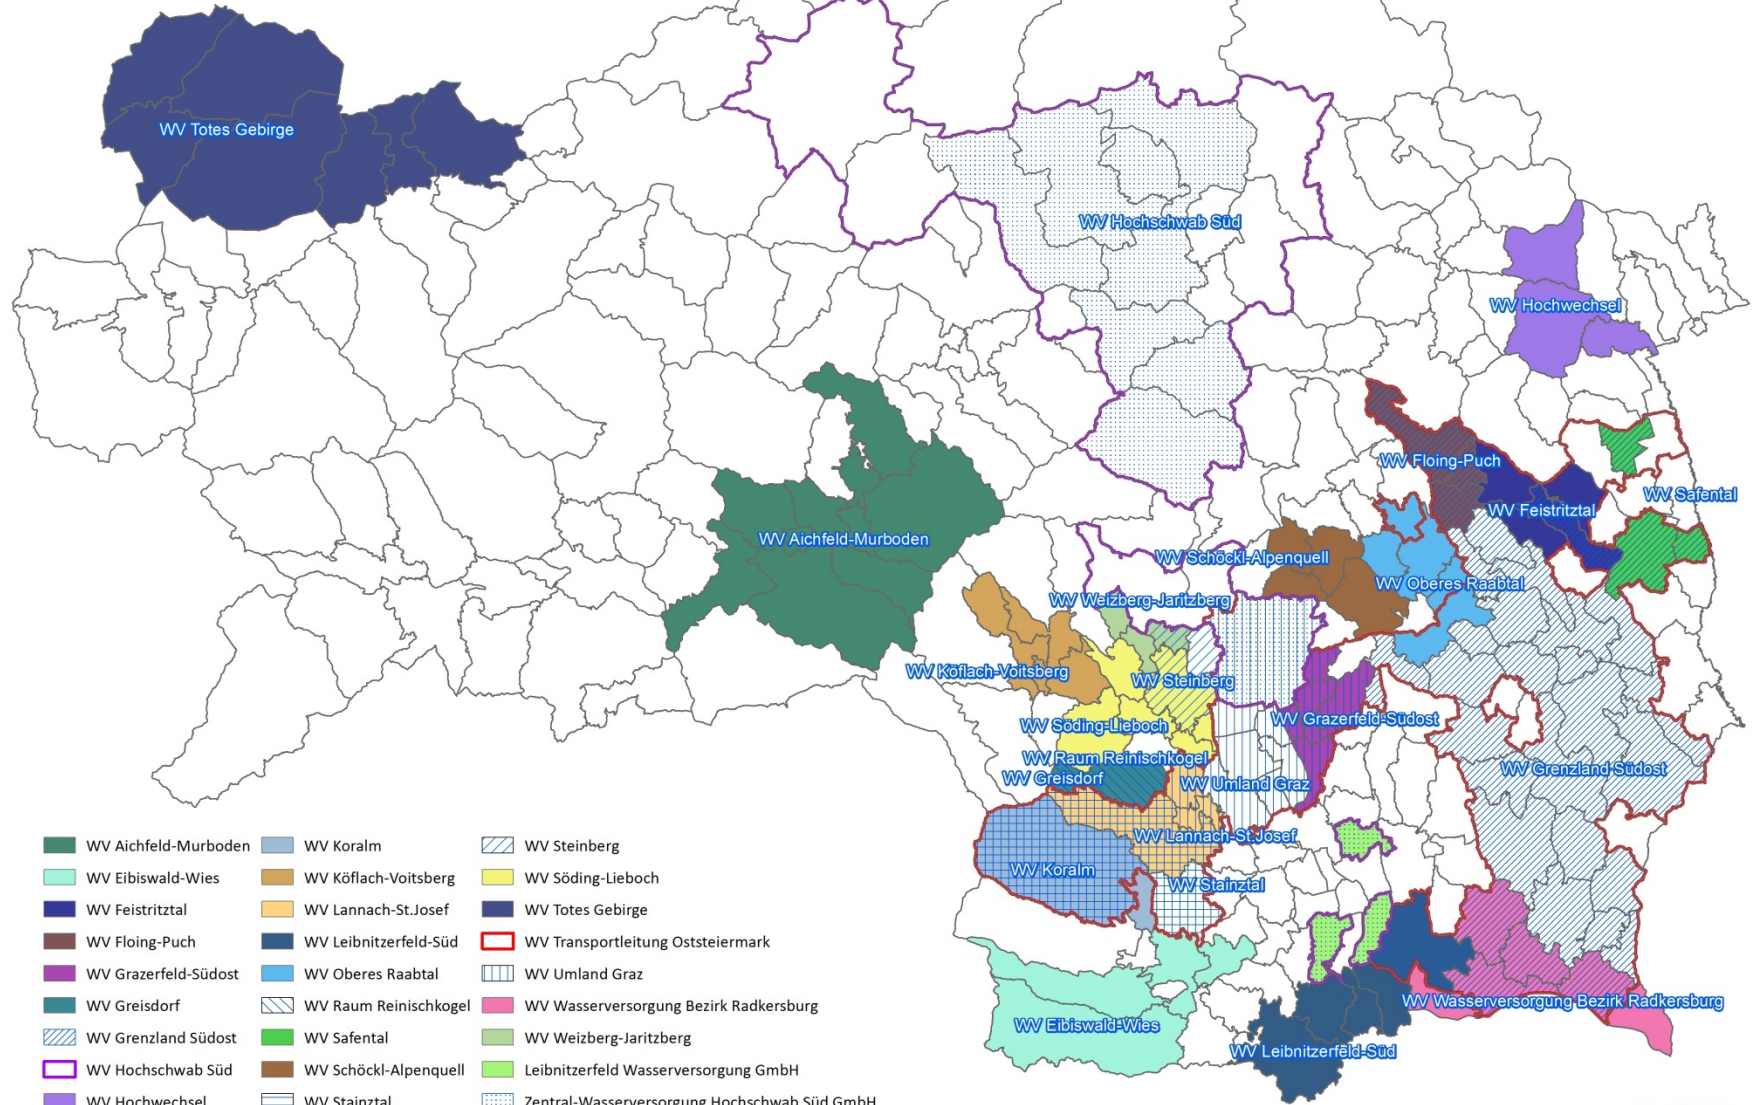 WV Totes Gebirge
WV Hochschwab Süd
WV Hochwechsel
WV Floing-Puch
WV Safental
WV Feistritztal
WV Aichfeld-Murboden
WV Schöckl-Alpenquell
WV Oberes Raabtal
WV Weizberg-Jaritzberg
WV Köflach-Voitsberg
WV Steinberg
WV Grazerfeld-Südost
WV Söding-Lieboch
WV Raum Reinischkogel
WV Grenzland Südost
WV Greisdorf
WV Umland Graz
WV Lannach-St.Josef
WV Koralm
WV Stainztal
WV Wasserversorgung Bezirk Radkersburg
WV Eibiswald-Wies
WV Leibnitzerfeld-Süd
WV Aichfeld-Murboden
WV Eibiswald-Wies
WV Feistritztal
WV Floing-Puch
WV Grazerfeld-Südost
WV Greisdorf
WV Grenzland Südost
WV Hochschwab Süd
WV Hochwechsel
WV Koralm
WV Köflach-Voitsberg
WV Lannach-St.Josef
WV Leibnitzerfeld-Süd
WV Oberes Raabtal
WV Raum Reinischkogel
WV Safental
WV Schöckl-Alpenquell
WV Stainztal
WV Steinberg
WV Söding-Lieboch
WV Totes Gebirge
WV Transportleitung Oststeiermark
WV Umland Graz
WV Wasserversorgung Bezirk Radkersburg
WV Weizberg-Jaritzberg
Leibnitzerfeld Wasserversorgung GmbH
Zentral-Wasserversorgung Hochschwab Süd GmbH